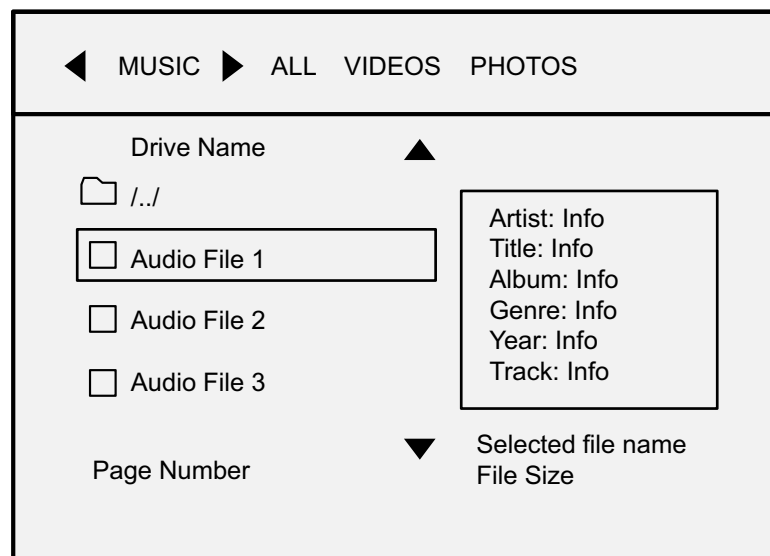 MUSIC ALL VIDEOS PHOTOS
Drive Name
/../
Audio File 1
Audio File 2
Audio File 3
Page Number
Artist: Info
Title: Info
Album: Info
Genre: Info
Year: Info
Track: Info
Selected file name
File Size